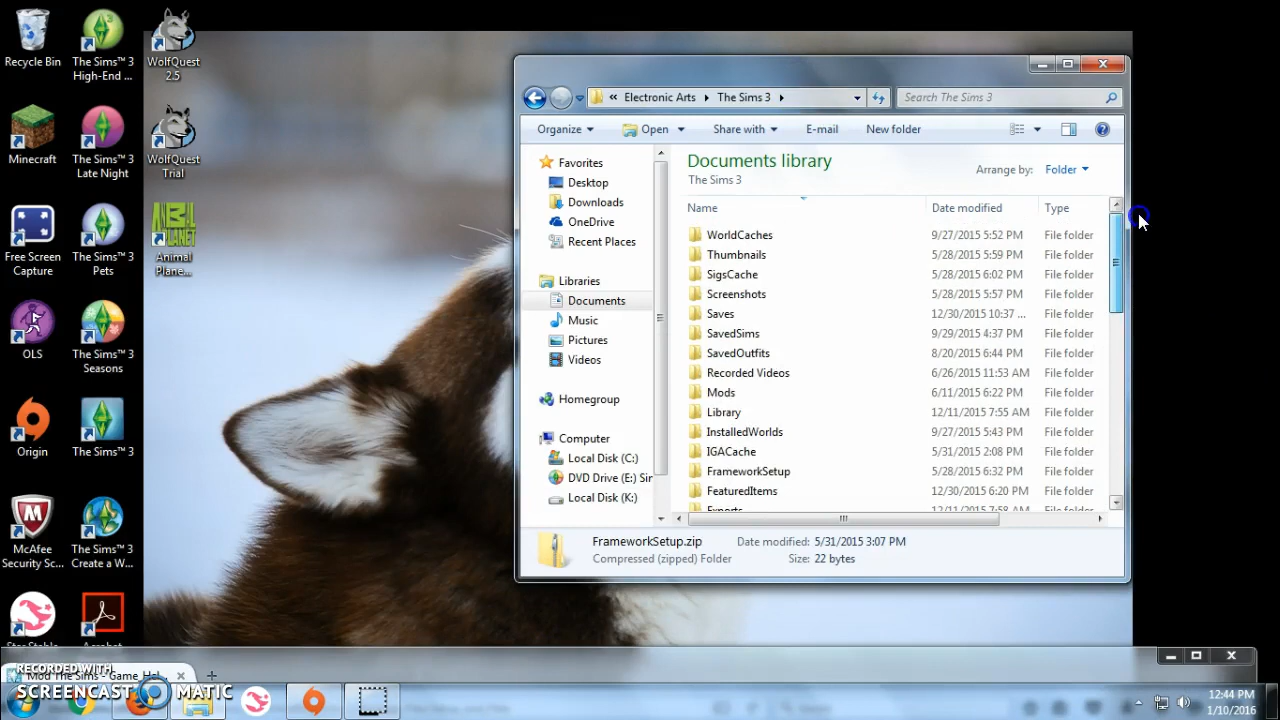 Recycle Bin
The Sims™ 3
High-End ...
WolfQuest
2.5
Minecraft
The Sims™ 3
Late Night
WolfQuest
Trial
Free Screen
Capture
The Sims™ 3
Pets
Animal
Plane...
OLS
The Sims™ 3
Seasons
Origin
The Sims™ 3
McAfee
Security Sc...
The Sims™ 3
Create a W...
« Electronic Arts ▸ The Sims 3 ▸
Search The Sims 3
Organize
Open
Share with
E-mail
New folder
Documents library
The Sims 3
Arrange by: Folder
Favorites
Desktop
Downloads
OneDrive
Recent Places
Libraries
Documents
Music
Pictures
Videos
Homegroup
Computer
Local Disk (C:)
DVD Drive (E:) Sir
Local Disk (K:)
Name Date modified Type
WorldCaches 9/27/2015 5:52 PM File folder
Thumbnails 5/28/2015 5:59 PM File folder
SigsCache 5/28/2015 6:02 PM File folder
Screenshots 5/28/2015 5:57 PM File folder
Saves 12/30/2015 10:37 ... File folder
SavedSims 9/29/2015 4:37 PM File folder
SavedOutfits 8/20/2015 6:44 PM File folder
Recorded Videos 6/26/2015 11:53 AM File folder
Mods 6/11/2015 6:22 PM File folder
Library 12/11/2015 7:55 AM File folder
InstalledWorlds 9/27/2015 5:43 PM File folder
IGACache 5/31/2015 2:08 PM File folder
FrameworkSetup 5/28/2015 6:32 PM File folder
FeaturedItems 12/30/2015 6:20 PM File folder
Exports 12/11/2015 7:58 AM File folder
FrameworkSetup.zip Date modified: 5/31/2015 3:07 PM
Compressed (zipped) Folder Size: 22 bytes
RECORDED WITH
Mod The Sims - Game Hel
SCREENCAST MATIC
12:44 PM
1/10/2016